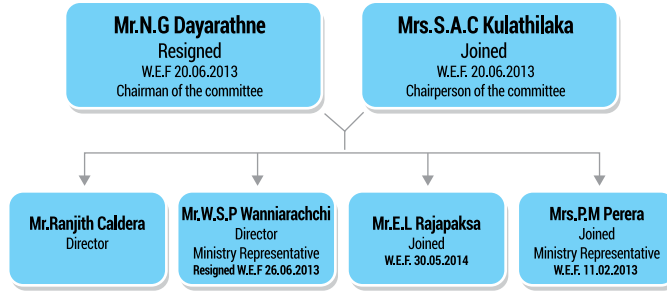 Mr.N.G Dayarathne
Resigned
W.E.F 20.06.2013
Chairman of the committee
Mrs.S.A.C Kulathilaka
Joined
W.E.F. 20.06.2013
Chairperson of the committee
Mr.Ranjith Caldera
Director
Mr.W.S.P Wanniarachchi
Director
Ministry Representative
Resigned W.E.F 26.06.2013
Mr.E.L Rajapaksa
Joined
W.E.F. 30.05.2014
Mrs.P.M Perera
Joined
Ministry Representative
W.E.F. 11.02.2013